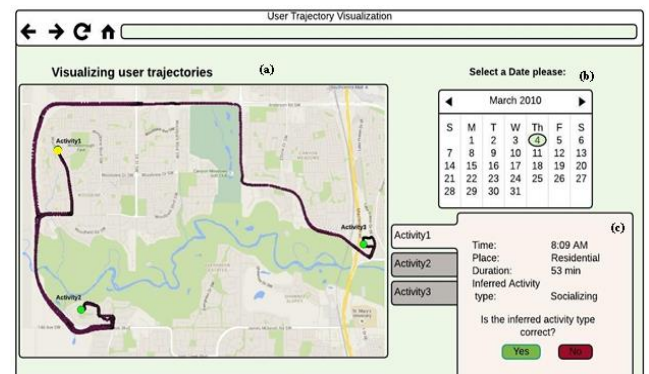 User Trajectory Visualization
Visualizing user trajectories
(a)
Activity1
Activity2
Activity3
Select a Date please:
(b)
March 2010
S M T W Th F S
1 2 3 4 5 6
7 8 9 10 11 12 13
14 15 16 17 18 19 20
21 22 23 24 25 26 27
28 29 30 31
Activity1
Activity2
Activity3
(c)
Time: 8:09 AM
Place: Residential
Duration: 53 min
Inferred Activity
type: Socializing
Is the inferred activity type
correct?
Yes No